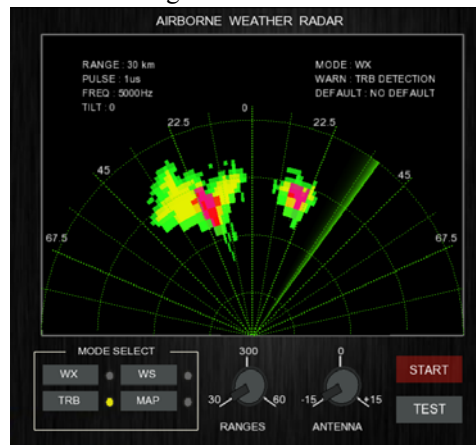 AIRBORNE WEATHER RADAR
RANGE : 30 km
PULSE : 1us
FREQ : 5000Hz
TILT : 0
MODE : WX
WARN : TRB DETECTION
DEFAULT : NO DEFAULT
0
22.5
22.5
45
45
67.5
67.5
MODE SELECT
WX
WS
TRB
MAP
300
30
60
RANGES
0
-15
+15
ANTENNA
START
TEST